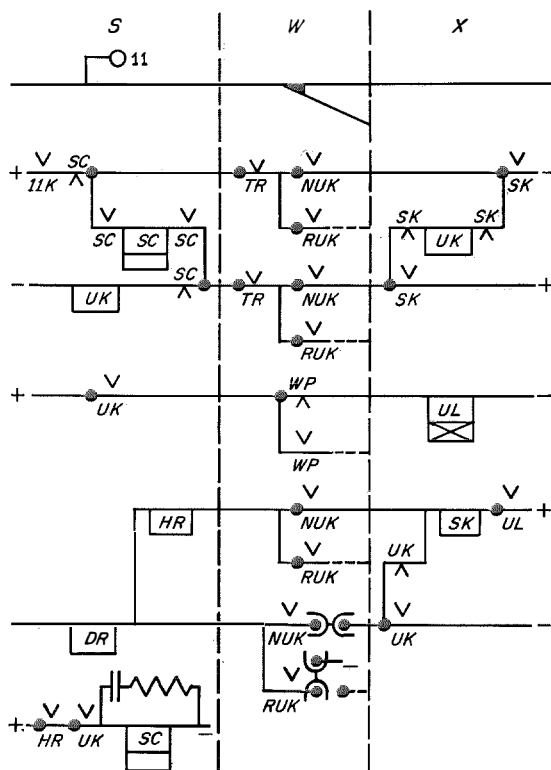 S W X
11
+ 11K SC TR NUK SK -
SC SC SC RUK SK UK SK
- UK SC TR NUK SK +
RUK
+ UK WP UL -
WP
HR NUK SK UL +
RUK UK
DR NUK UK -
RUK -
+ HR UK SC -